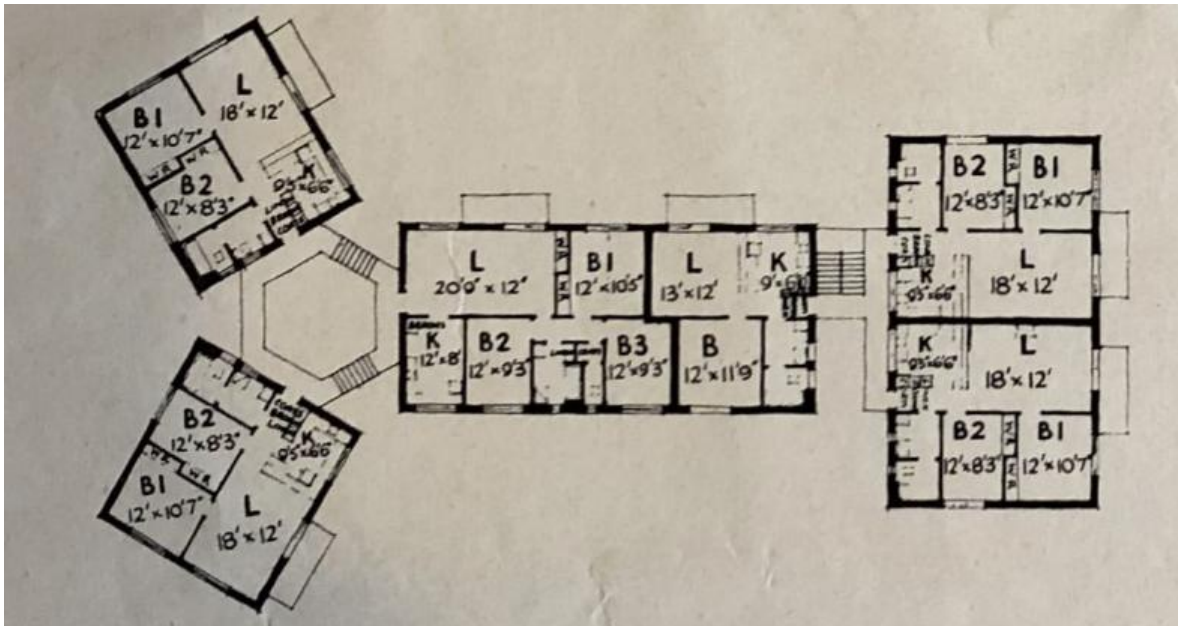 L
18' x 12'
B1
12' x 10'7"
W.R.
W.R.
B2
12' x 8'3"
K
9'5" x 6'6"
L
20'9" x 12'
W.R.
W.R.
B1
12' x 10'5"
K
12' x 8'
B2
12' x 9'3"
B3
12' x 9'3"
L
13' x 12'
K
B
12' x 11'9"
B2
12' x 8'3"
W.R.
W.R.
B1
12' x 10'7"
K
9'5" x 6'6"
L
18' x 12'
K
9'5" x 6'6"
L
18' x 12'
B2
12' x 8'3"
W.R.
W.R.
B1
12' x 10'7"
B2
12' x 8'3"
W.R.
W.R.
K
9'5" x 6'6"
B1
12' x 10'7"
L
18' x 12'